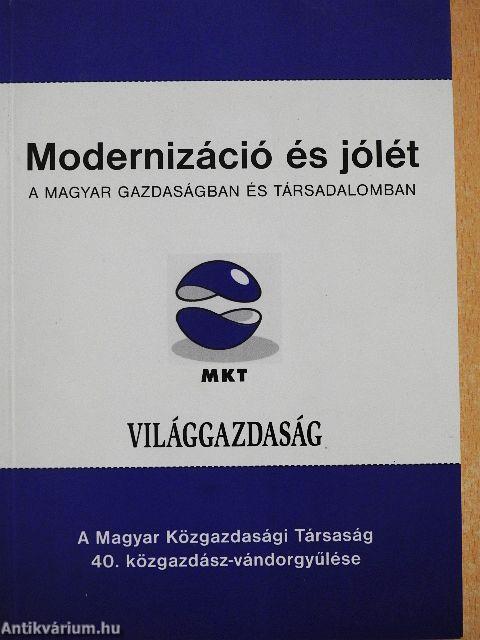 Modernizáció és jólét
A MAGYAR GAZDASÁGBAN ÉS TÁRSADALOMBAN
MKT
VILÁGGAZDASÁG
A Magyar Közgazdasági Társaság
40. közgazdász-vándorgyűlése
Antikvárium.hu